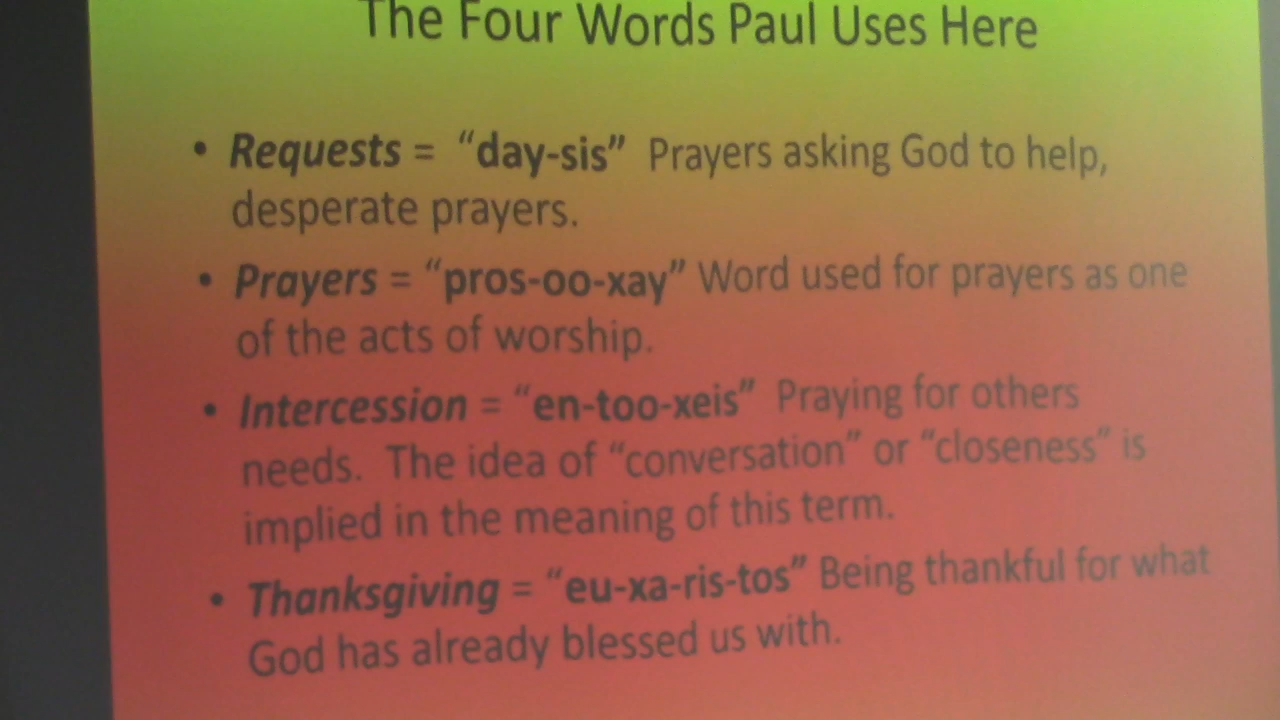 The Four Words Paul Uses Here
• Requests = “day-sis” Prayers asking God to help,
desperate prayers.
• Prayers = “pros-oo-xay” Word used for prayers as one
of the acts of worship.
• Intercession = “en-too-xeis” Praying for others
needs. The idea of “conversation” or “closeness” is
implied in the meaning of this term.
• Thanksgiving = “eu-xa-ris-tos” Being thankful for what
God has already blessed us with.